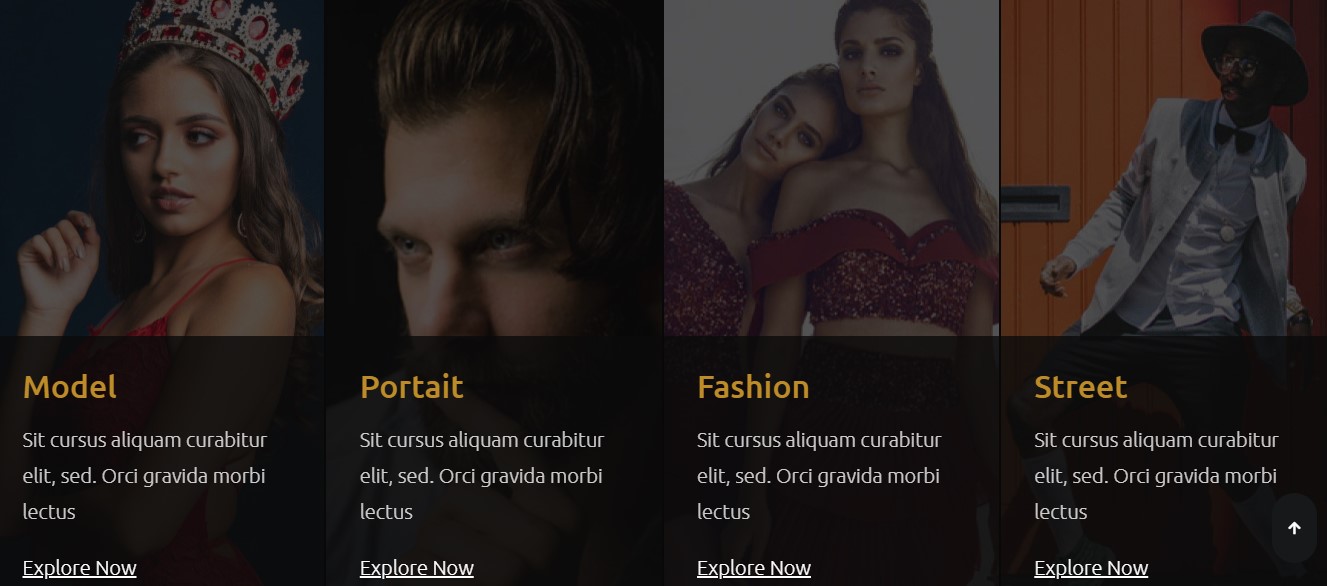 Model
Sit cursus aliquam curabitur
elit, sed. Orci gravida morbi
lectus
Explore Now
Portait
Sit cursus aliquam curabitur
elit, sed. Orci gravida morbi
lectus
Explore Now
Fashion
Sit cursus aliquam curabitur
elit, sed. Orci gravida morbi
lectus
Explore Now
Street
Sit cursus aliquam curabitur
elit, sed. Orci gravida morbi
lectus
Explore Now